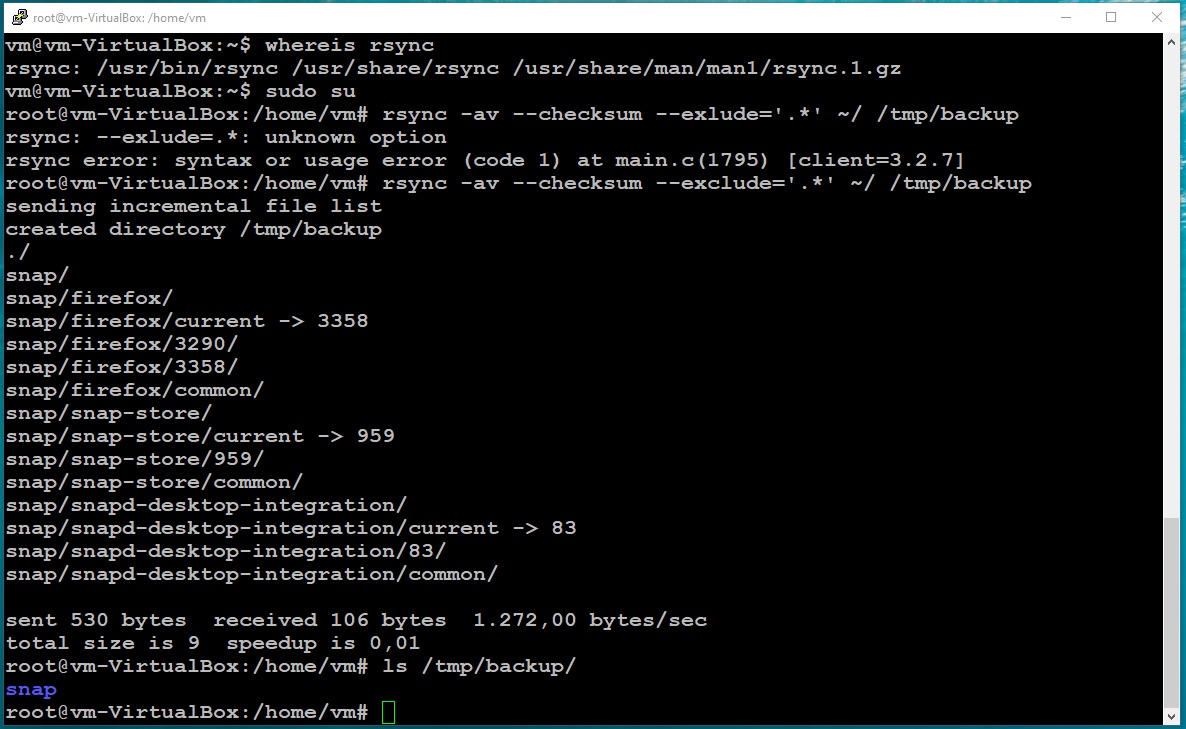 root@vm-VirtualBox: /home/vm
vm@vm-VirtualBox:~$ whereis rsync
rsync: /usr/bin/rsync /usr/share/rsync /usr/share/man/man1/rsync.1.gz
vm@vm-VirtualBox:~$ sudo su
root@vm-VirtualBox:/home/vm# rsync -av --checksum --exlude='.*' ~/ /tmp/backup
rsync: --exlude=.*: unknown option
rsync error: syntax or usage error (code 1) at main.c(1795) [client=3.2.7]
root@vm-VirtualBox:/home/vm# rsync -av --checksum --exclude='.*' ~/ /tmp/backup
sending incremental file list
created directory /tmp/backup
./
snap/
snap/firefox/
snap/firefox/current -> 3358
snap/firefox/3290/
snap/firefox/3358/
snap/firefox/common/
snap/snap-store/
snap/snap-store/current -> 959
snap/snap-store/959/
snap/snap-store/common/
snap/snapd-desktop-integration/
snap/snapd-desktop-integration/current -> 83
snap/snapd-desktop-integration/83/
snap/snapd-desktop-integration/common/

sent 530 bytes  received 106 bytes  1.272,00 bytes/sec
total size is 9  speedup is 0,01
root@vm-VirtualBox:/home/vm# ls /tmp/backup/
snap
root@vm-VirtualBox:/home/vm#